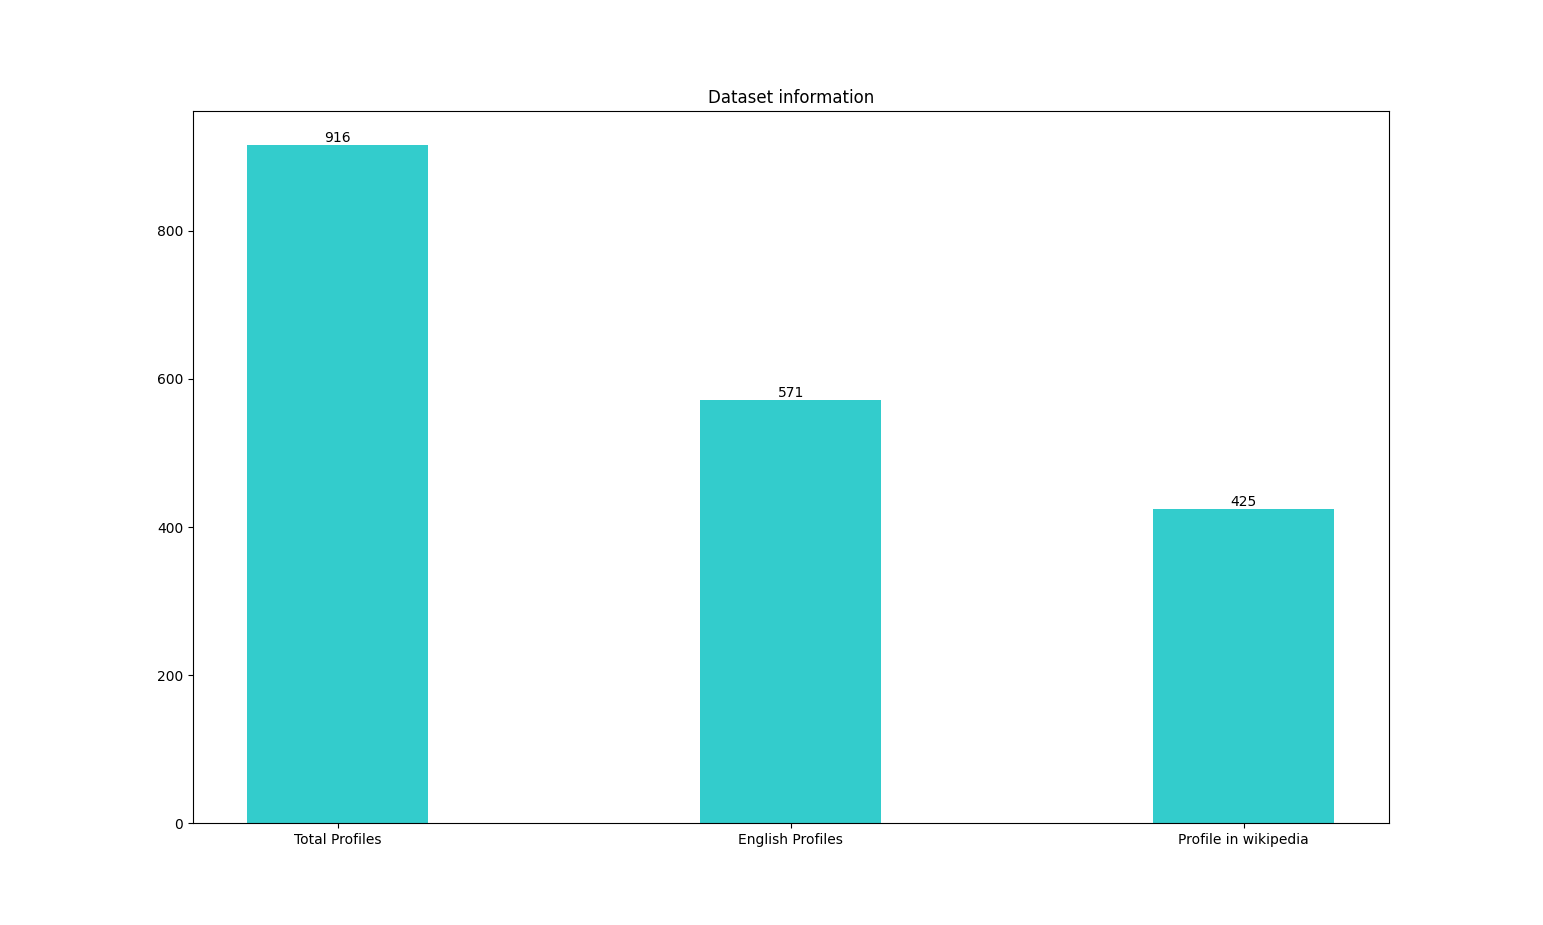 Dataset information
916
800
600
571
425
400
200
0
Total Profiles
English Profiles
Profile in wikipedia